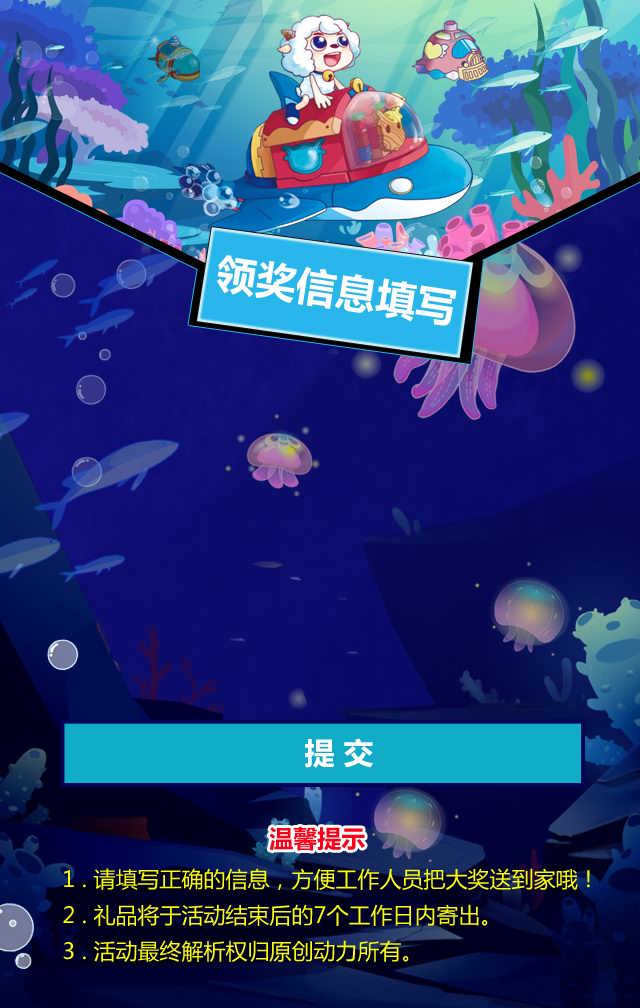 领奖信息填写
提 交
温馨提示
1．请填写正确的信息，方便工作人员把大奖送到家哦！
2．礼品将于活动结束后的7个工作日内寄出。
3．活动最终解析权归原创动力所有。